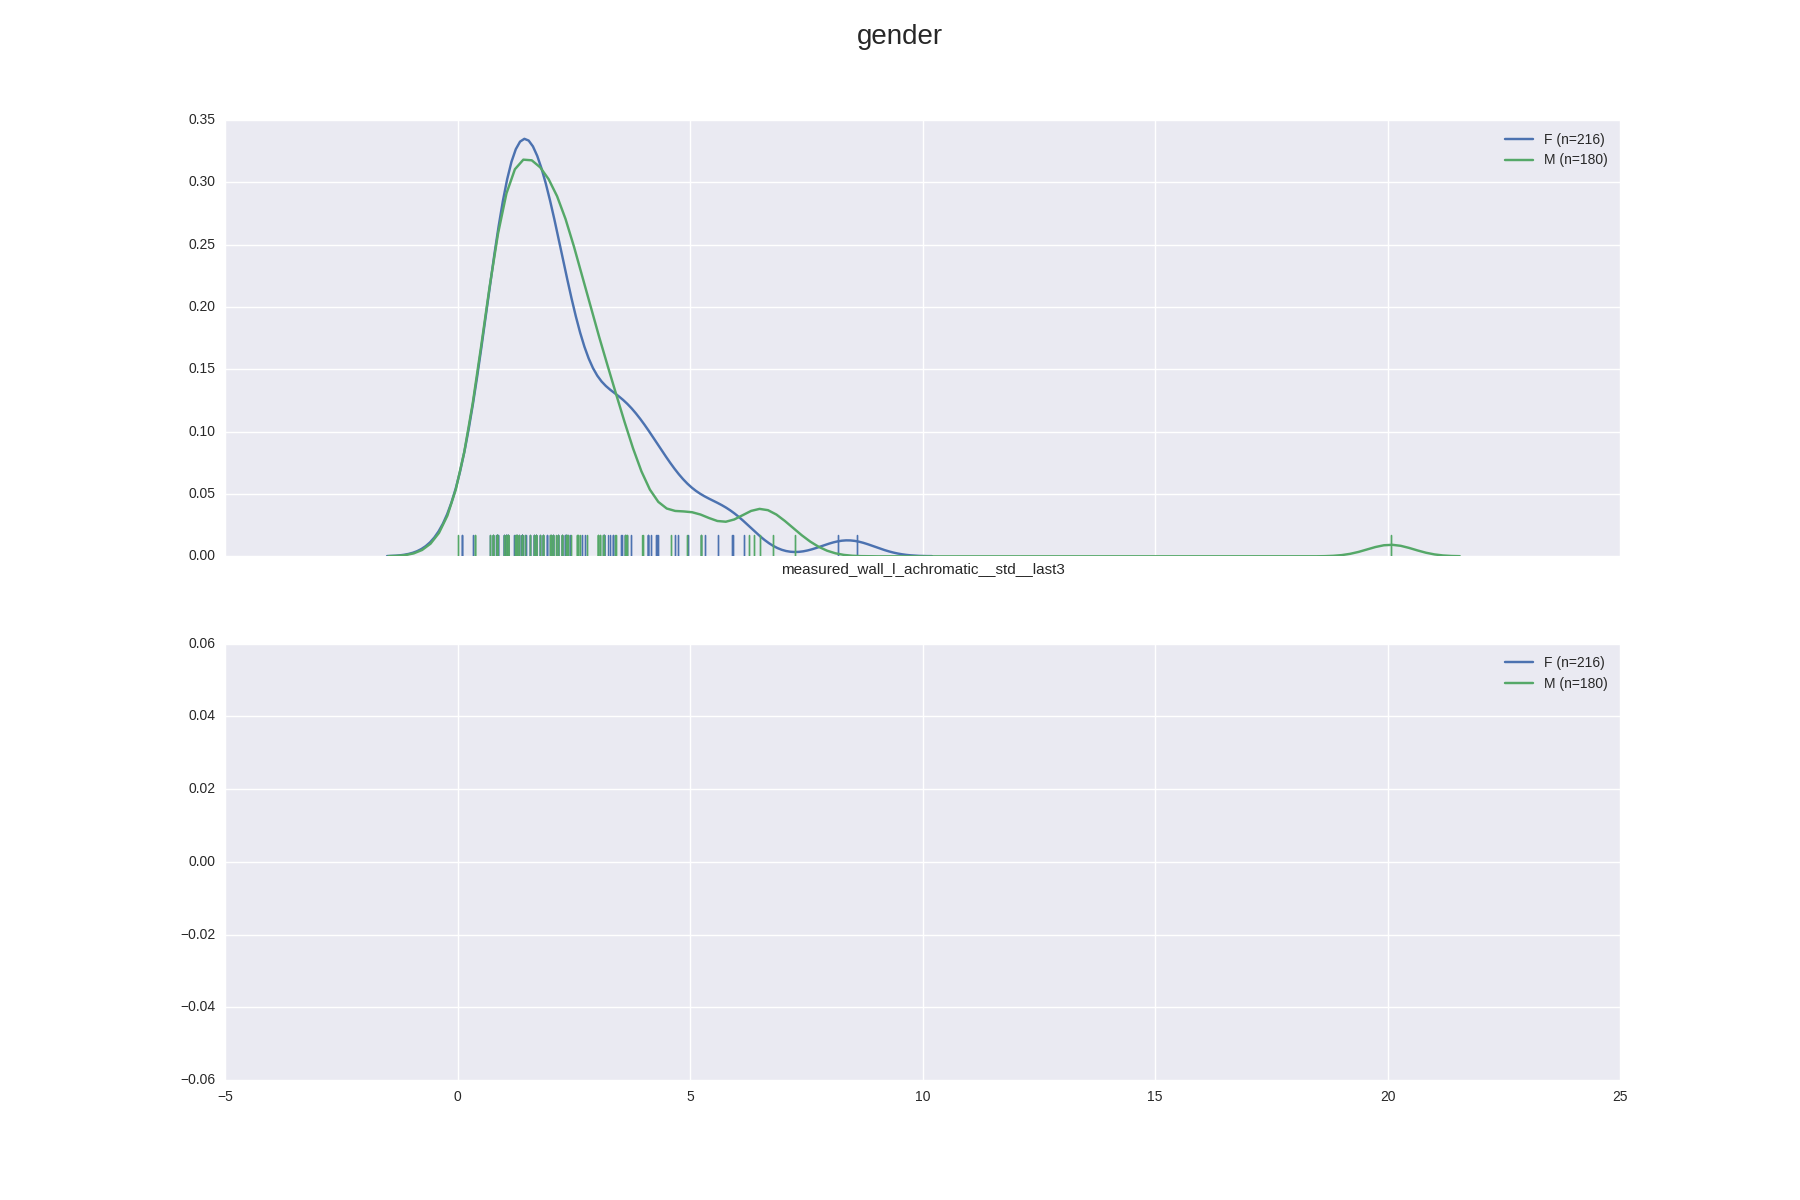 gender
0.35
0.30
0.25
0.20
0.15
0.10
0.05
0.00
F (n=216)
M (n=180)
measured_wall_l_achromatic__std__last3
0.06
0.04
0.02
0.00
−0.02
−0.04
−0.06
F (n=216)
M (n=180)
−5 0 5 10 15 20 25